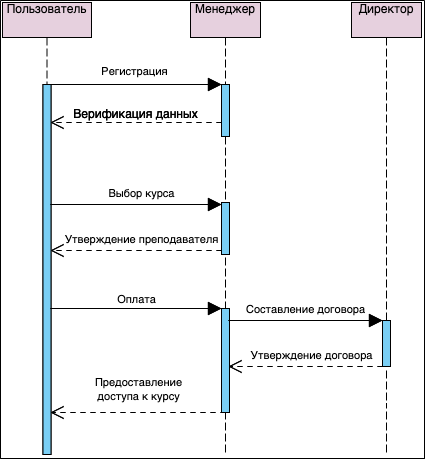 Пользователь
Менеджер
Директор
Регистрация
Верификация данных
Выбор курса
Утверждение преподавателя
Оплата
Составление договора
Утверждение договора
Предоставление
доступа к курсу